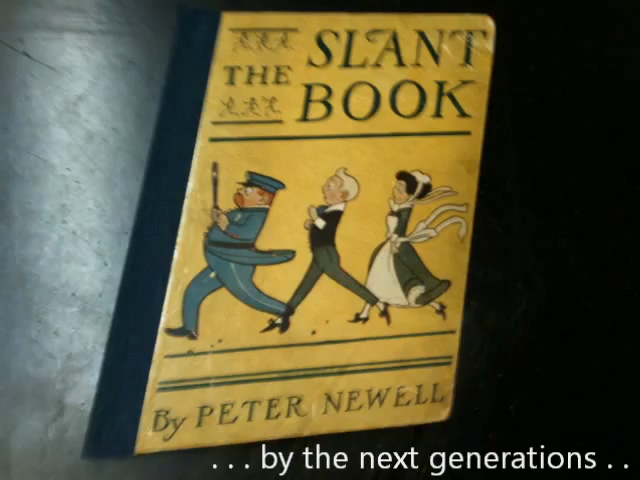 THE SLANT
BOOK
By PETER NEWELL
. . . by the next generations . .